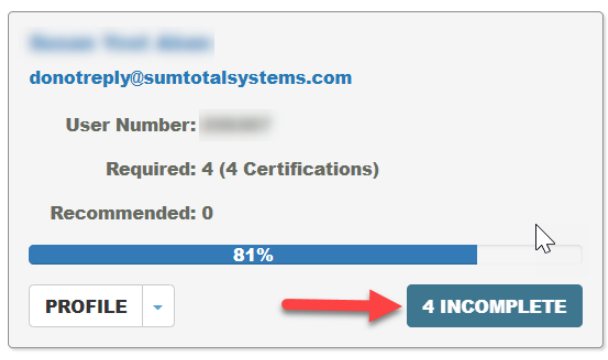 donotreply@sumtotalsystems.com
User Number:
Required: 4 (4 Certifications)
Recommended: 0
81%
PROFILE
4 INCOMPLETE